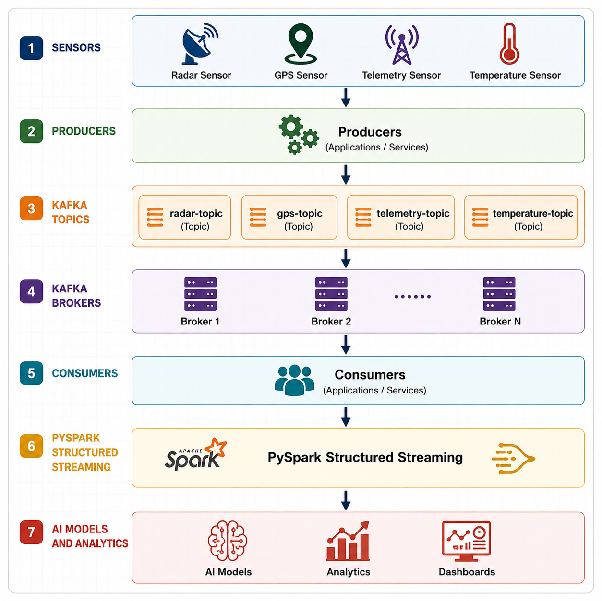 1 SENSORS
Radar Sensor GPS Sensor Telemetry Sensor Temperature Sensor
2 PRODUCERS
Producers
(Applications / Services)
3 KAFKA
TOPICS
radar-topic gps-topic telemetry-topic temperature-topic
(Topic) (Topic) (Topic) (Topic)
4 KAFKA
BROKERS
Broker 1 Broker 2 Broker N
5 CONSUMERS
Consumers
(Applications / Services)
6 PYSPARK
STRUCTURED
STREAMING
APACHE
Spark
PySpark Structured Streaming
7 AI MODELS
AND ANALYTICS
AI Models Analytics Dashboards